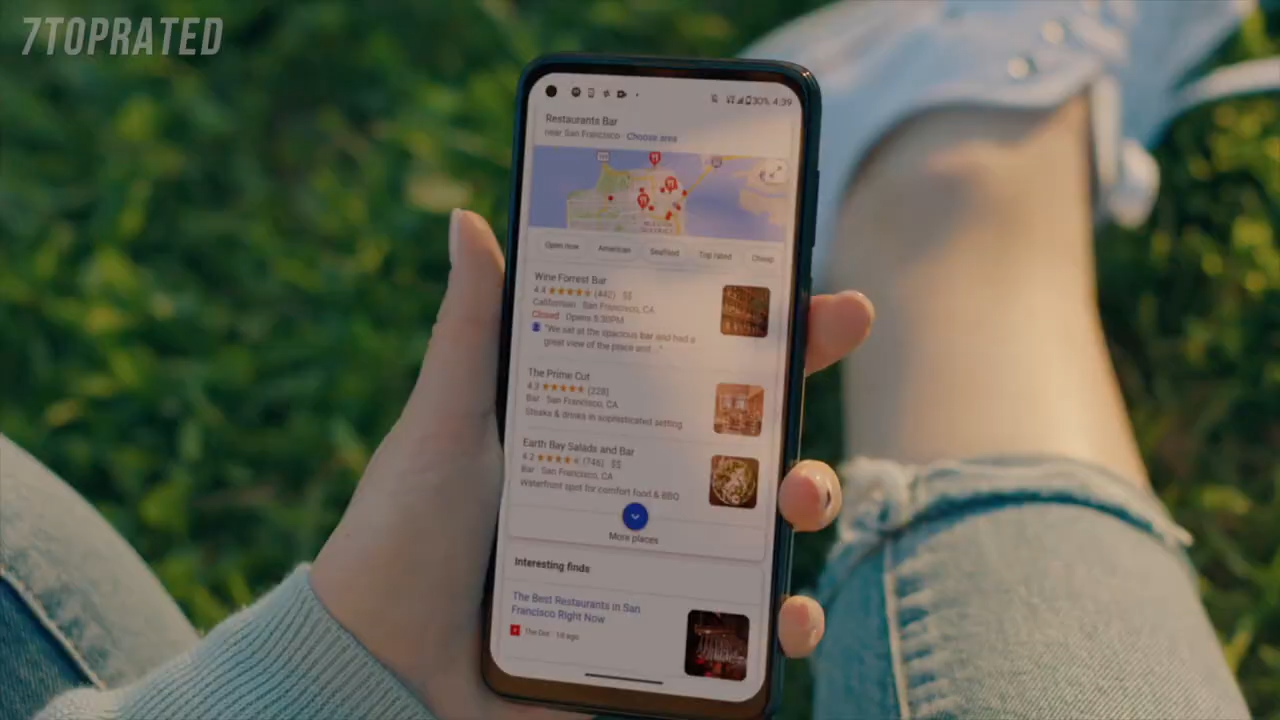 7TOPRATED
30% 4:39
Restaurants Bar
near San Francisco · Choose area
Open now American Seafood Top rated Cheap
Wine Forrest Bar
4.4 ★★★★★ (442) · $$
Californian · San Francisco, CA
Closed · Opens 5:30PM
"We sat at the spacious bar and had a
great view of the place and ..."
The Prime Cut
4.3 ★★★★★ (228)
Bar · San Francisco, CA
Steaks & drinks in sophisticated setting
Earth Bay Salads and Bar
4.2 ★★★★★ (746) · $$
Bar · San Francisco, CA
Waterfront spot for comfort food & BBQ
More places
Interesting finds
The Best Restaurants in San
Francisco Right Now